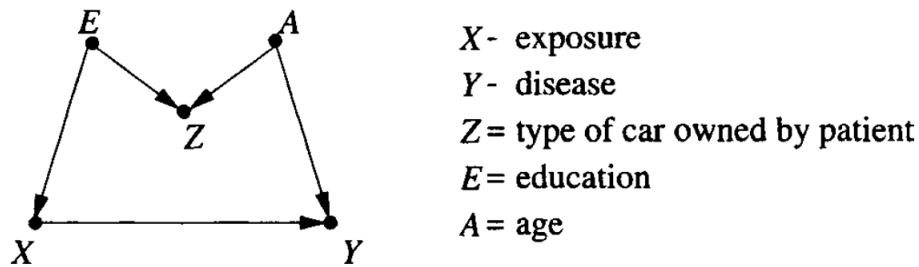 E
A
Z
X
Y
X - exposure
Y - disease
Z = type of car owned by patient
E = education
A = age